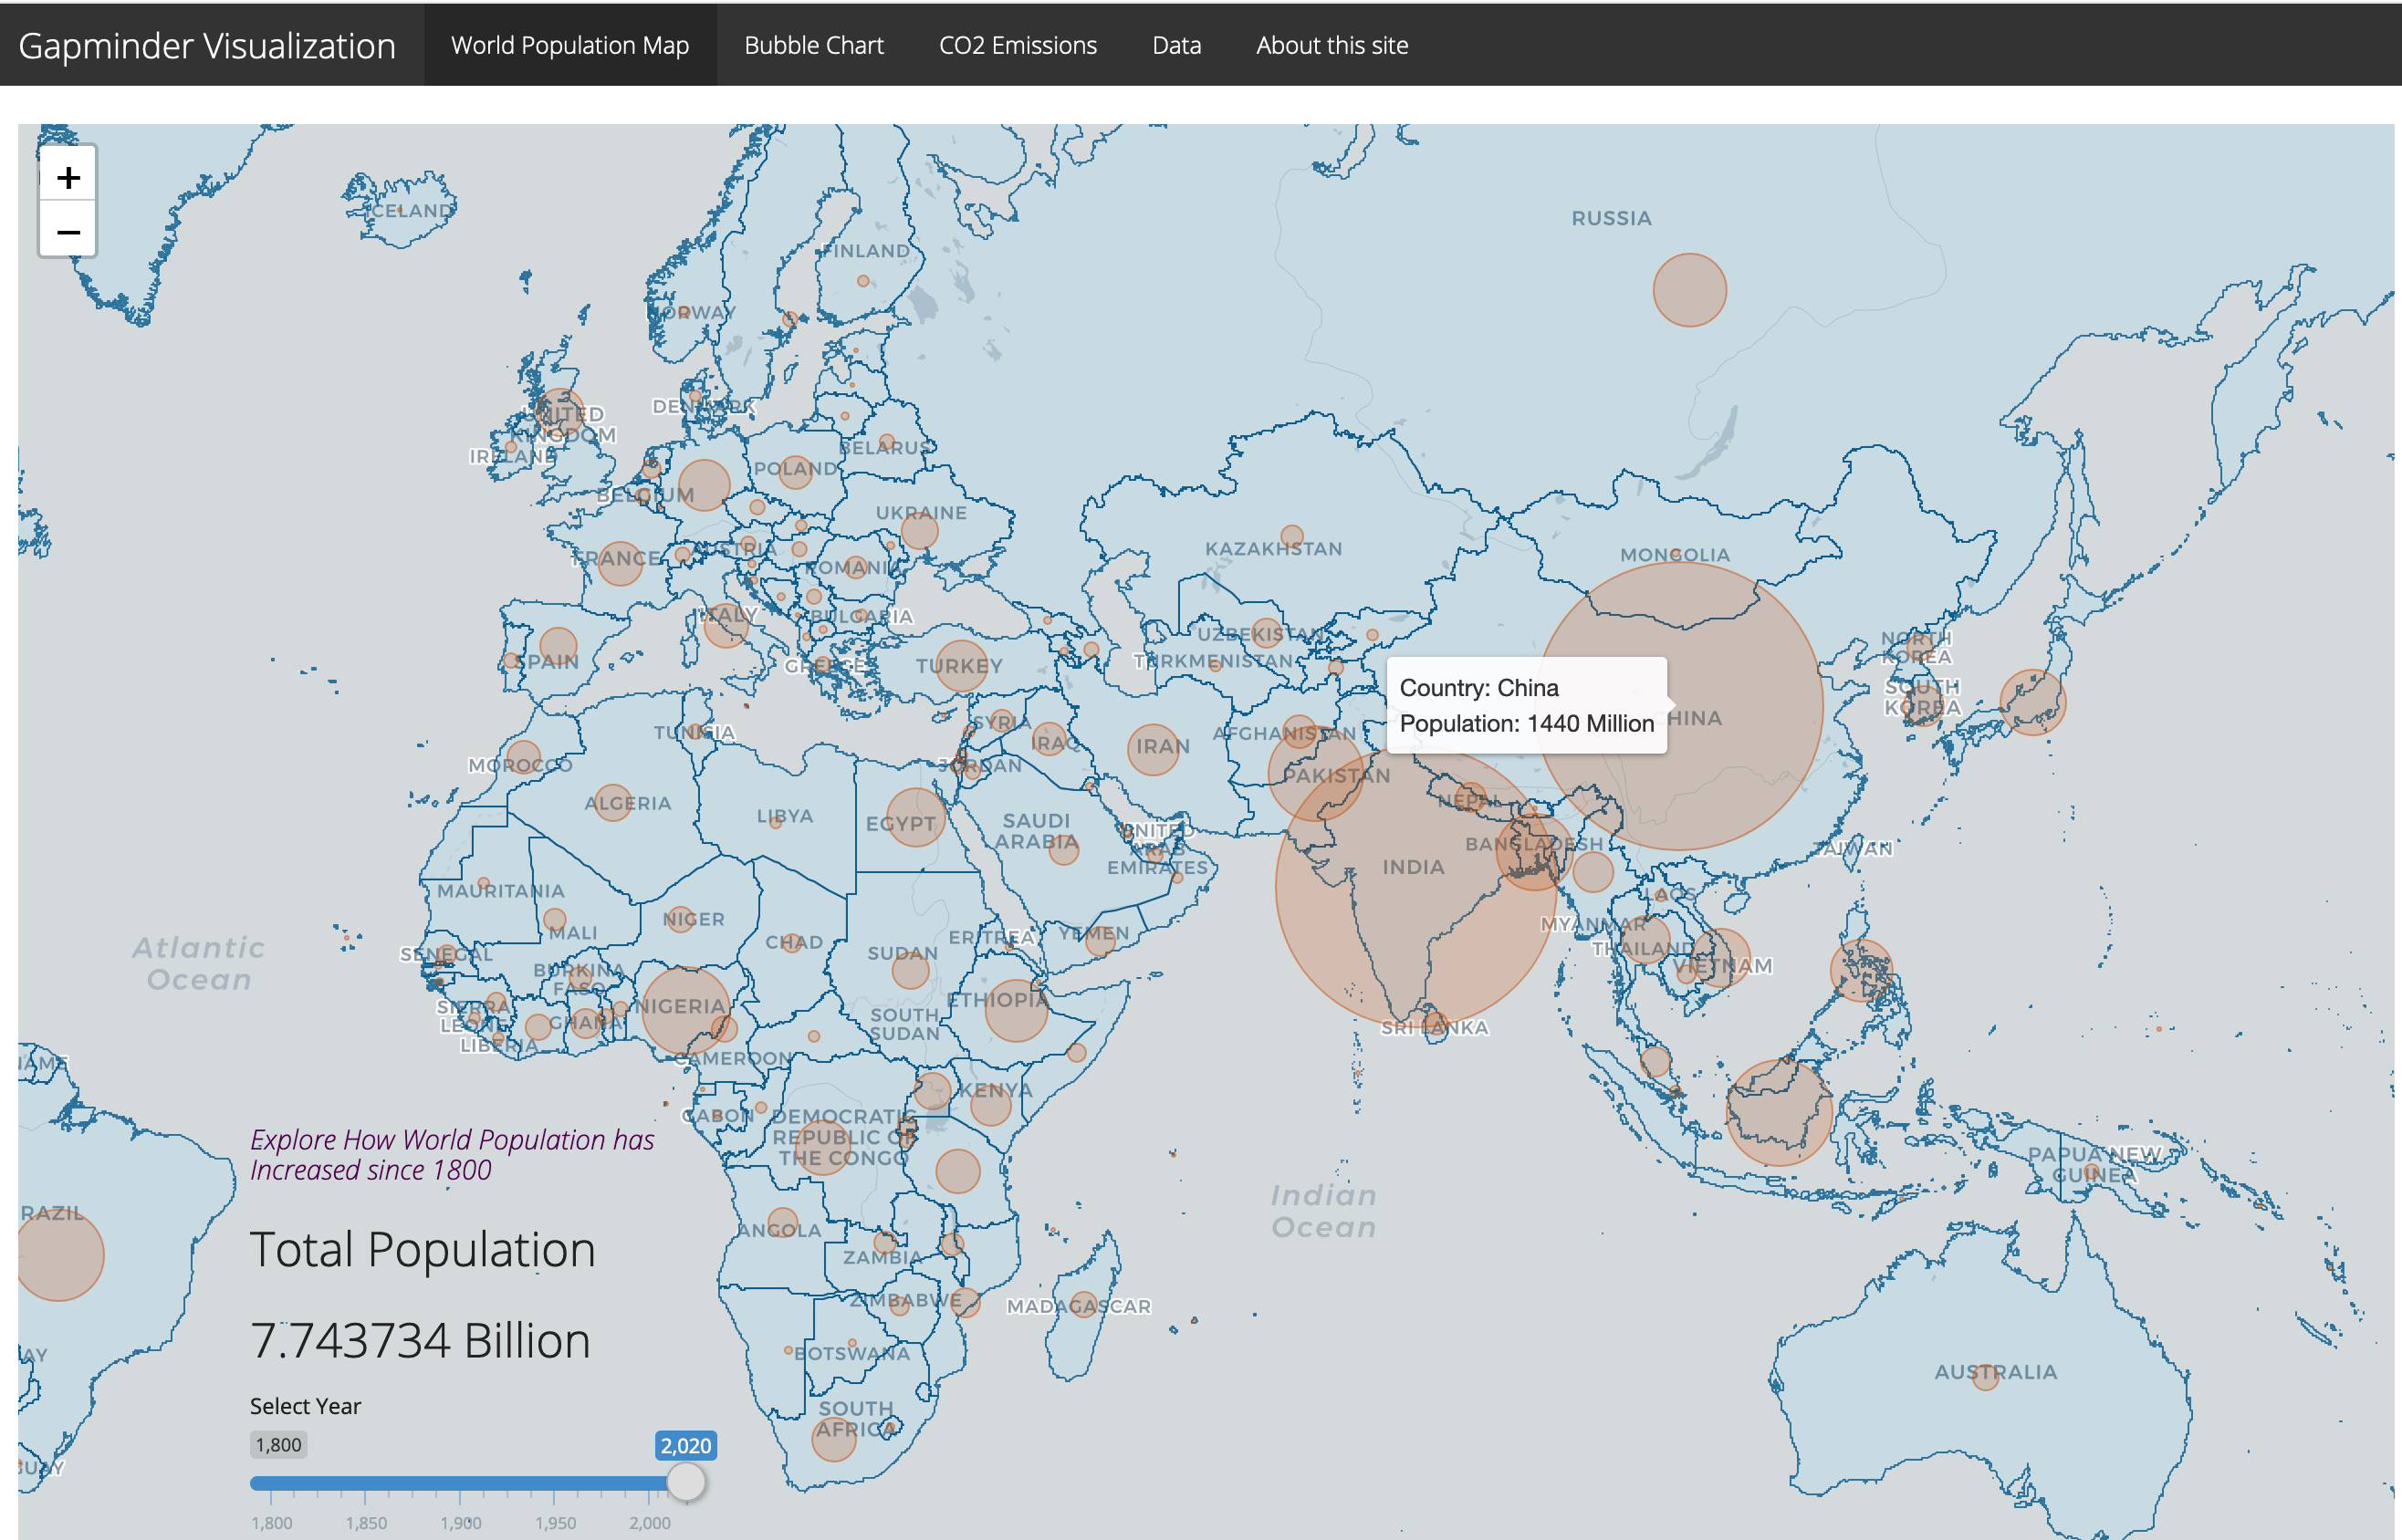 Gapminder Visualization
World Population Map
Bubble Chart
CO2 Emissions
Data
About this site
+
−
ICELAND
RUSSIA
FINLAND
NORWAY
UNITED
KINGDOM
IRELAND
DENMARK
BELARUS
POLAND
BELGIUM
UKRAINE
FRANCE
AUSTRIA
ROMANIA
KAZAKHSTAN
MONGOLIA
ITALY
BULGARIA
UZBEKISTAN
TURKMENISTAN
NORTH
KOREA
SPAIN
GREECE
TURKEY
SOUTH
KOREA
Country: China
Population: 1440 Million
CHINA
TUNISIA
SYRIA
IRAQ
IRAN
AFGHANISTAN
MOROCCO
JORDAN
PAKISTAN
ALGERIA
LIBYA
EGYPT
SAUDI
ARABIA
UNITED
ARAB
EMIRATES
NEPAL
BANGLADESH
INDIA
TAIWAN
MAURITANIA
MALI
NIGER
CHAD
SUDAN
ERITREA
YEMEN
LAOS
MYANMAR
THAILAND
VIETNAM
Atlantic
Ocean
SENEGAL
BURKINA
FASO
NIGERIA
ETHIOPIA
SIERRA
LEONE
GHANA
SOUTH
SUDAN
SRI LANKA
LIBERIA
CAMEROON
NAME
KENYA
GABON
DEMOCRATIC
REPUBLIC OF
THE CONGO
Explore How World Population has
Increased since 1800
PAPUA NEW
GUINEA
Indian
Ocean
RAZIL
ANGOLA
ZAMBIA
Total Population
7.743734 Billion
ZIMBABWE
MADAGASCAR
AY
BOTSWANA
AUSTRALIA
Select Year
SOUTH
AFRICA
1,800
2,020
GUAY
1,800
1,850
1,900
1,950
2,000